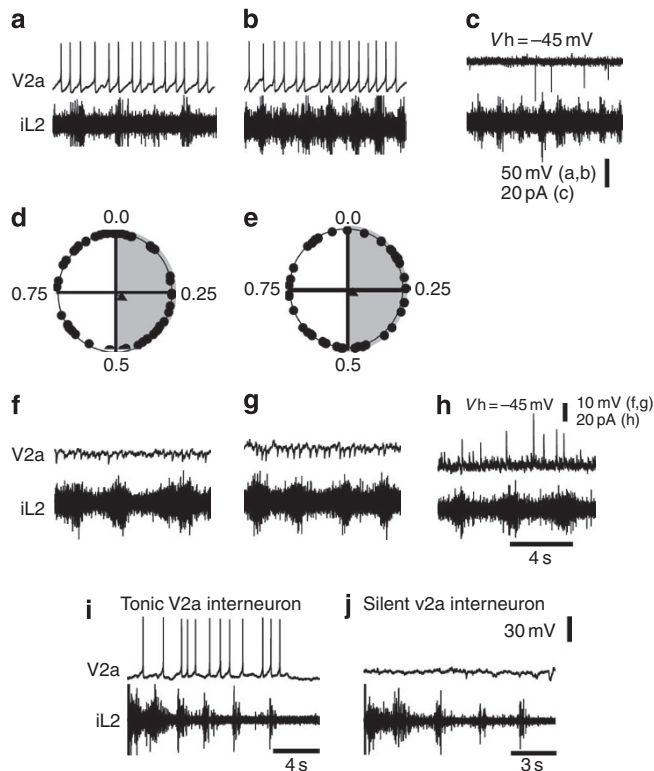 a
b
c
Vh=−45 mV
V2a
iL2
50 mV (a,b)
20 pA (c)
d
e
0.0
0.0
0.75
0.25
0.75
0.25
0.5
0.5
f
g
h
Vh=−45 mV
10 mV (f,g)
20 pA (h)
V2a
iL2
4 s
i
Tonic V2a interneuron
j
Silent v2a interneuron
30 mV
V2a
iL2
4 s
3 s